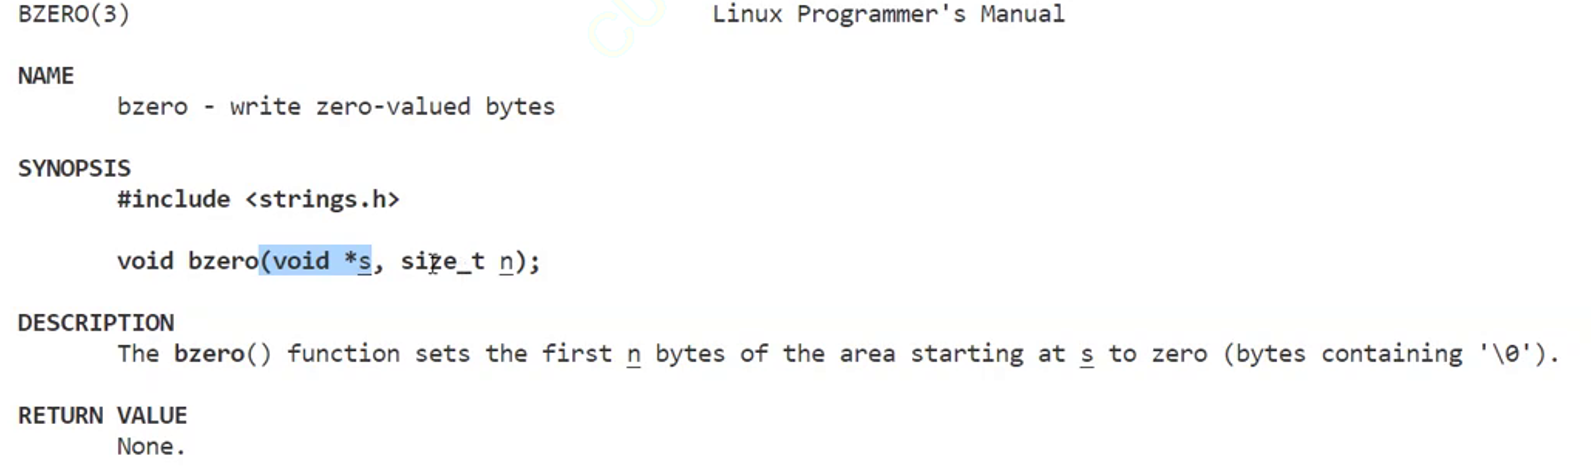 BZERO(3) Linux Programmer's Manual
NAME
bzero - write zero-valued bytes
SYNOPSIS
#include <strings.h>
void bzero(void *s, size_t n);
DESCRIPTION
The bzero() function sets the first n bytes of the area starting at s to zero (bytes containing '\0').
RETURN VALUE
None.